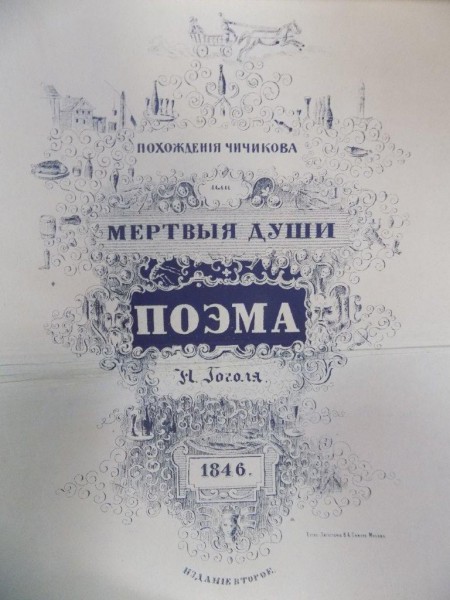 ПОХОЖДЕНІЯ ЧИЧИКОВА
ИЛИ
МЕРТВЫЯ ДУШИ
ПОЭМА
Н. Гоголя.
1846.
ИЗДАНІЕ ВТОРОЕ.